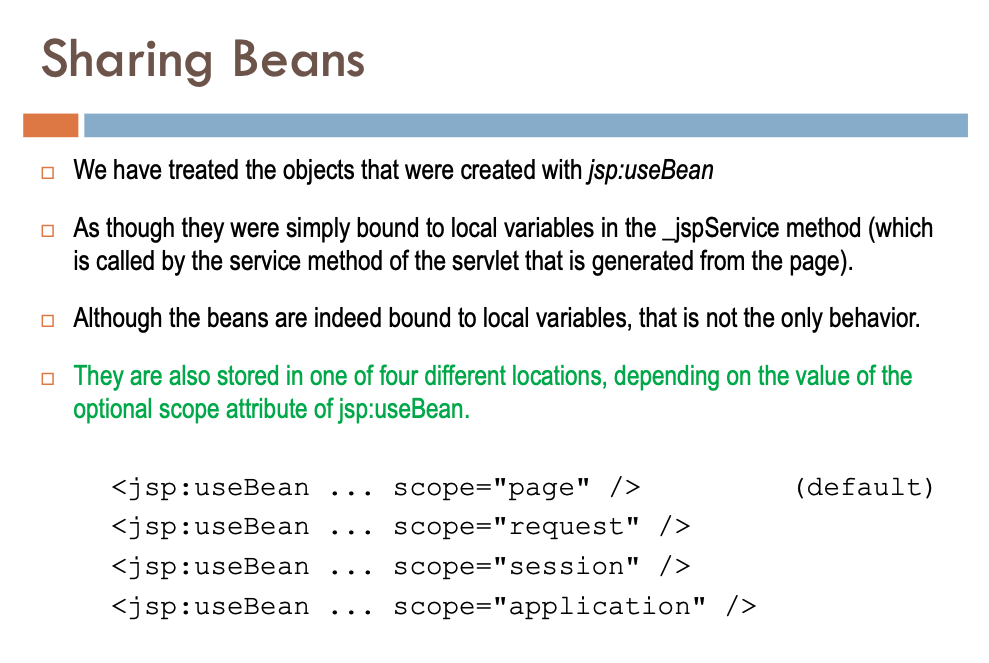 Sharing Beans
We have treated the objects that were created with jsp:useBean
As though they were simply bound to local variables in the _jspService method (which
is called by the service method of the servlet that is generated from the page).
Although the beans are indeed bound to local variables, that is not the only behavior.
They are also stored in one of four different locations, depending on the value of the
optional scope attribute of jsp:useBean.
<jsp:useBean ... scope="page" /> (default)
<jsp:useBean ... scope="request" />
<jsp:useBean ... scope="session" />
<jsp:useBean ... scope="application" />